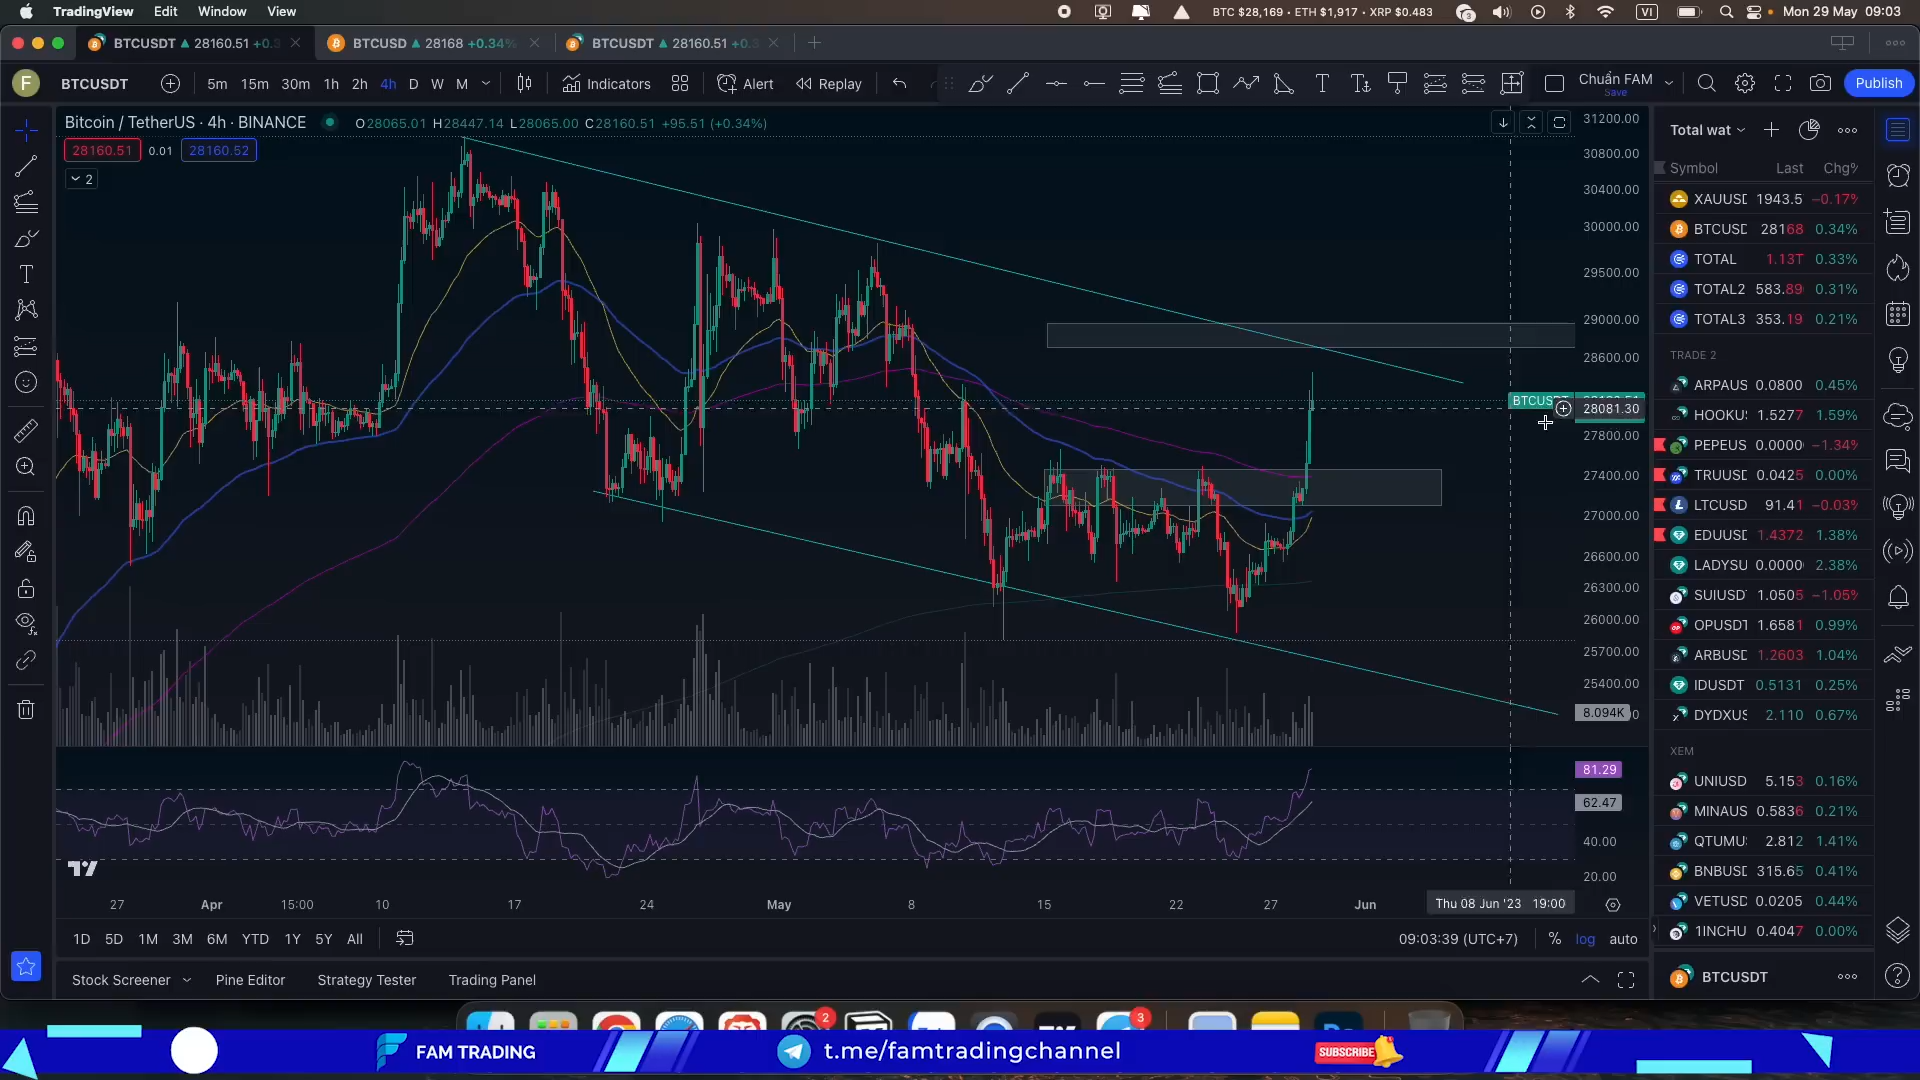 TradingView Edit Window View
BTC $28,169 • ETH $1,917 • XRP $0.483 3 VI Mon 29 May 09:03
BTCUSDT ▲ 28160.51 +0.3
BTCUSD ▲ 28168 +0.34%
BTCUSDT ▲ 28160.51 +0.3
F BTCUSDT 5m 15m 30m 1h 2h 4h D W M Indicators Alert Replay Chuẩn FAM Publish
Save
Bitcoin / TetherUS · 4h · BINANCE O28065.01 H28447.14 L28065.00 C28160.51 +95.51 (+0.34%)
28160.51 0.01 28160.52
2
31200.00
30800.00
30400.00
30000.00
29500.00
29000.00
28600.00
28081.30
27800.00
27400.00
27000.00
26600.00
26300.00
26000.00
25700.00
25400.00
8.094K
81.29
62.47
40.00
20.00
27 Apr 15:00 10 17 24 May 8 15 22 27 Jun Thu 08 Jun '23 19:00
1D 5D 1M 3M 6M YTD 1Y 5Y All 09:03:39 (UTC+7) % log auto
Stock Screener Pine Editor Strategy Tester Trading Panel
Total wat
Symbol Last Chg%
XAUUSD 1943.5 −0.17%
BTCUSD 28168 0.34%
TOTAL 1.13T 0.33%
TOTAL2 583.89 0.31%
TOTAL3 353.19 0.21%
TRADE 2
ARPAUS 0.0800 0.45%
HOOKU 1.5277 1.59%
PEPEUS 0.0000 −1.34%
TRUUSD 0.0425 0.00%
LTCUSD 91.41 −0.03%
EDUUSD 1.4372 1.38%
LADYSU 0.0000 2.38%
SUIUSD 1.0505 −1.05%
OPUSDT 1.6581 0.99%
ARBUSD 1.2603 1.04%
IDUSDT 0.5131 0.25%
DYDXUS 2.110 0.67%
XEM
UNIUSD 5.153 0.16%
MINAUS 0.5836 0.21%
QTUMU 2.812 1.41%
BNBUSD 315.65 0.41%
VETUSD 0.0205 0.44%
1INCHU 0.4047 0.00%
BTCUSDT
2 3
FAM TRADING t.me/famtradingchannel SUBSCRIBE